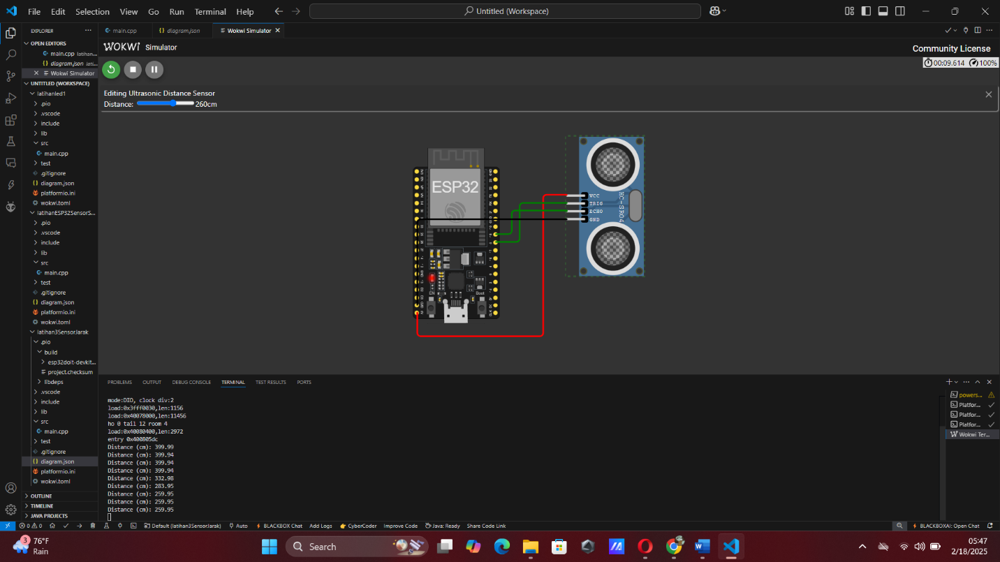 File Edit Selection View Go Run Terminal Help
Untitled (Workspace)
EXPLORER
OPEN EDITORS
main.cpp latihan...
{} diagram.json lati...
Wokwi Simulator
UNTITLED (WORKSPACE)
latihanled1
.pio
.vscode
include
lib
src
main.cpp
test
.gitignore
{} diagram.json
platformio.ini
wokwi.toml
latihanESP32SensorS...
.pio
.vscode
include
lib
src
main.cpp
test
.gitignore
{} diagram.json
platformio.ini
wokwi.toml
latihan3SensorJarak
.pio
build
esp32doit-devkit...
project.checksum
libdeps
.vscode
include
lib
src
main.cpp
test
.gitignore
{} diagram.json
platformio.ini
wokwi.toml
OUTLINE
TIMELINE
JAVA PROJECTS
main.cpp {} diagram.json Wokwi Simulator
WOKWI Simulator
Community License
00:09.614 100%
Editing Ultrasonic Distance Sensor
Distance: 260cm
ESP32
EN Boot
VCC
TRIG
ECHO
GND
HC-SR04
PROBLEMS OUTPUT DEBUG CONSOLE TERMINAL TEST RESULTS PORTS
mode:DIO, clock div:2
load:0x3fff0030,len:1156
load:0x40078000,len:11456
ho 0 tail 12 room 4
load:0x40080400,len:2972
entry 0x400805dc
Distance (cm): 399.99
Distance (cm): 399.94
Distance (cm): 399.94
Distance (cm): 399.94
Distance (cm): 332.98
Distance (cm): 283.95
Distance (cm): 259.95
Distance (cm): 259.95
Distance (cm): 259.95
powers...
Platfor...
Platfor...
Platfor...
Wokwi Ter...
0 0 Default (latihan3SensorJarak) Auto BLACKBOX Chat Add Logs CyberCoder Improve Code Java: Ready Share Code Link BLACKBOXAI: Open Chat
3
76°F
Rain
Search
05:47
2/18/2025